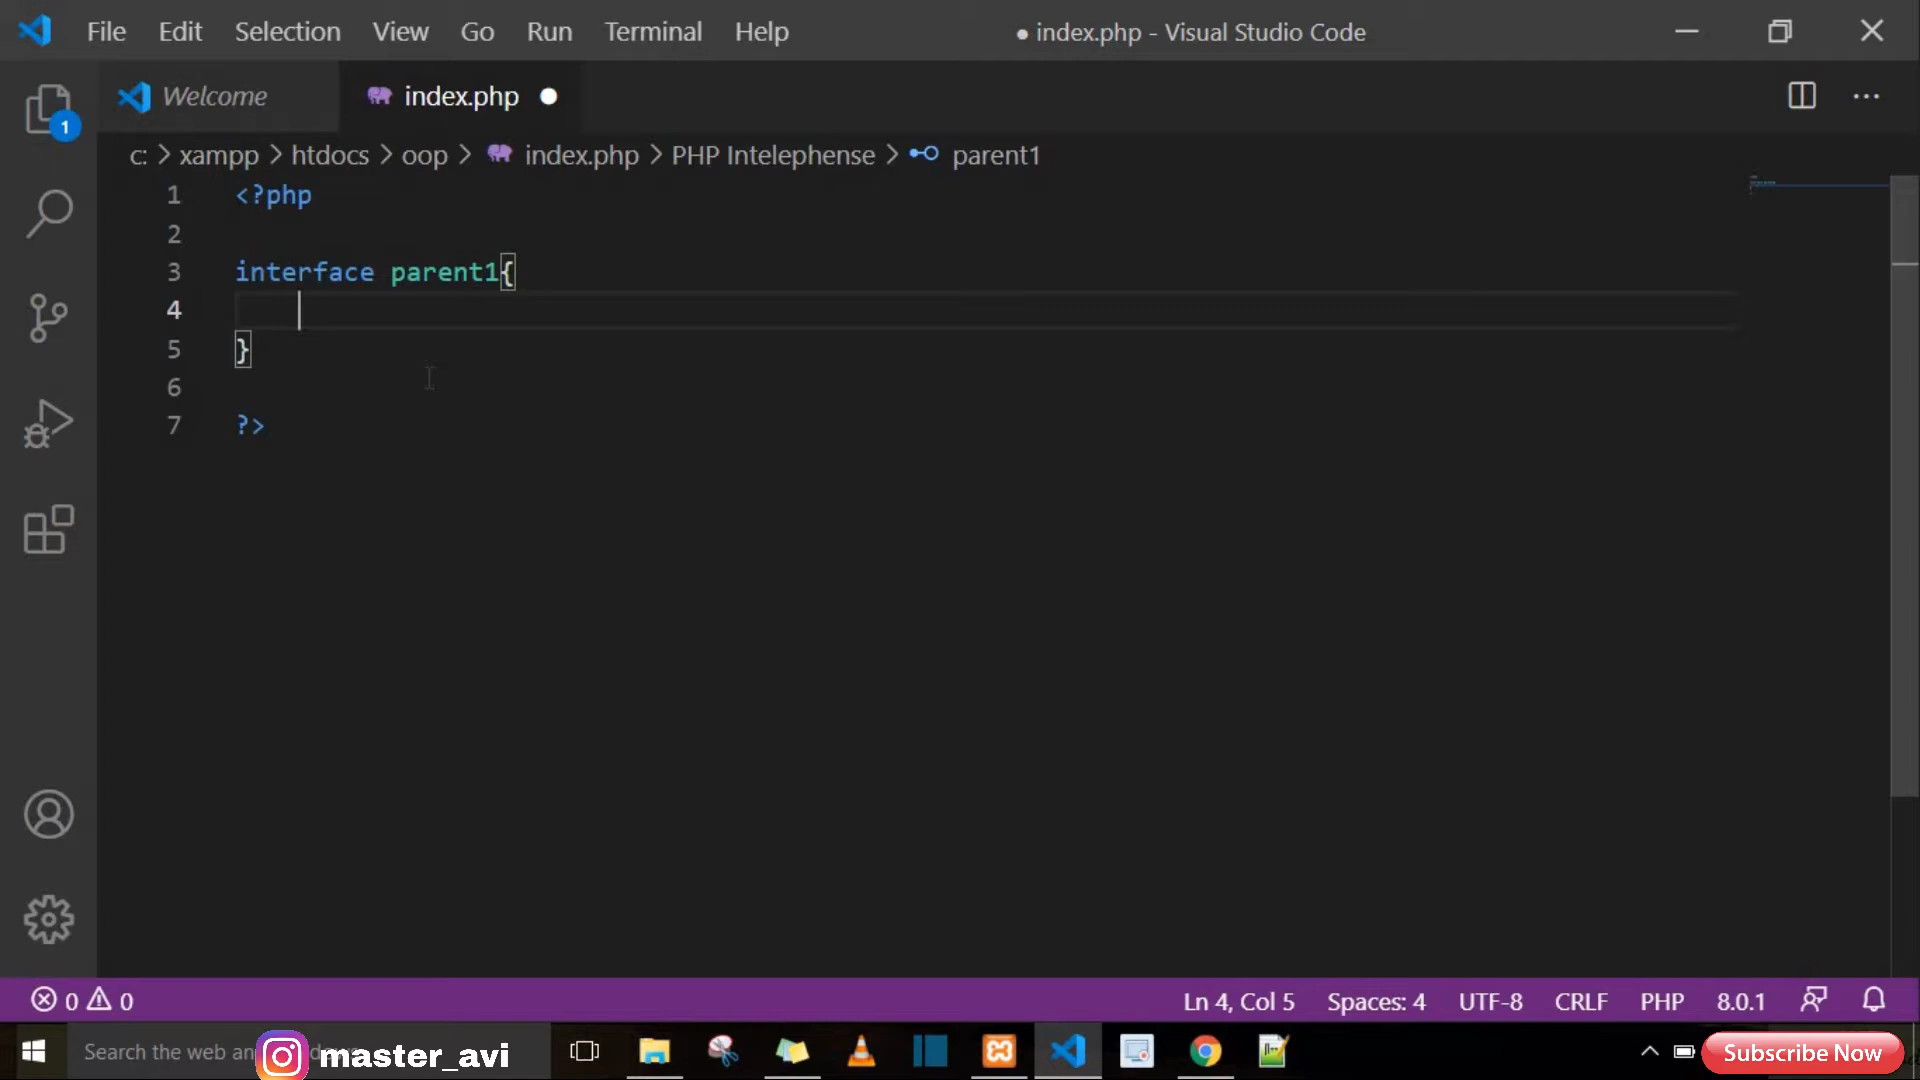 File Edit Selection View Go Run Terminal Help ● index.php - Visual Studio Code
Welcome index.php ●
1
c: > xampp > htdocs > oop > index.php > PHP Intelephense > parent1
1 <?php
2
3 interface parent1{
4
5 }
6
7 ?>
0 0 Ln 4, Col 5 Spaces: 4 UTF-8 CRLF PHP 8.0.1
Search the web an master_avi Subscribe Now